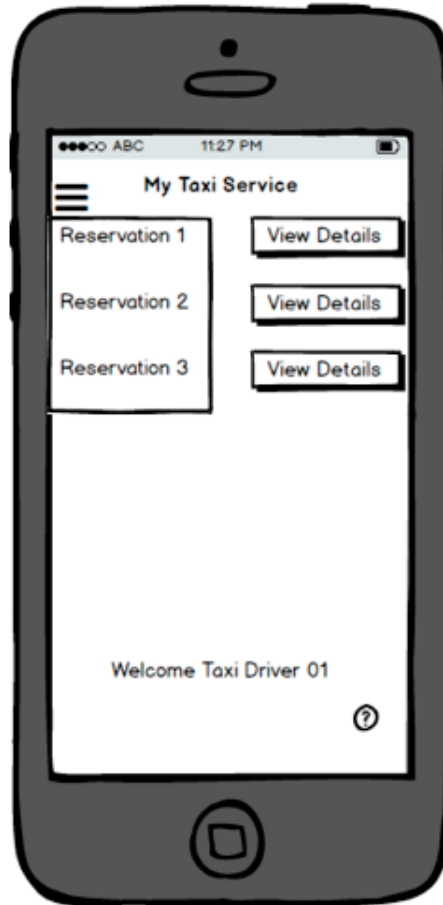 ABC 11:27 PM
My Taxi Service
Reservation 1 View Details
Reservation 2 View Details
Reservation 3 View Details
Welcome Taxi Driver 01
?